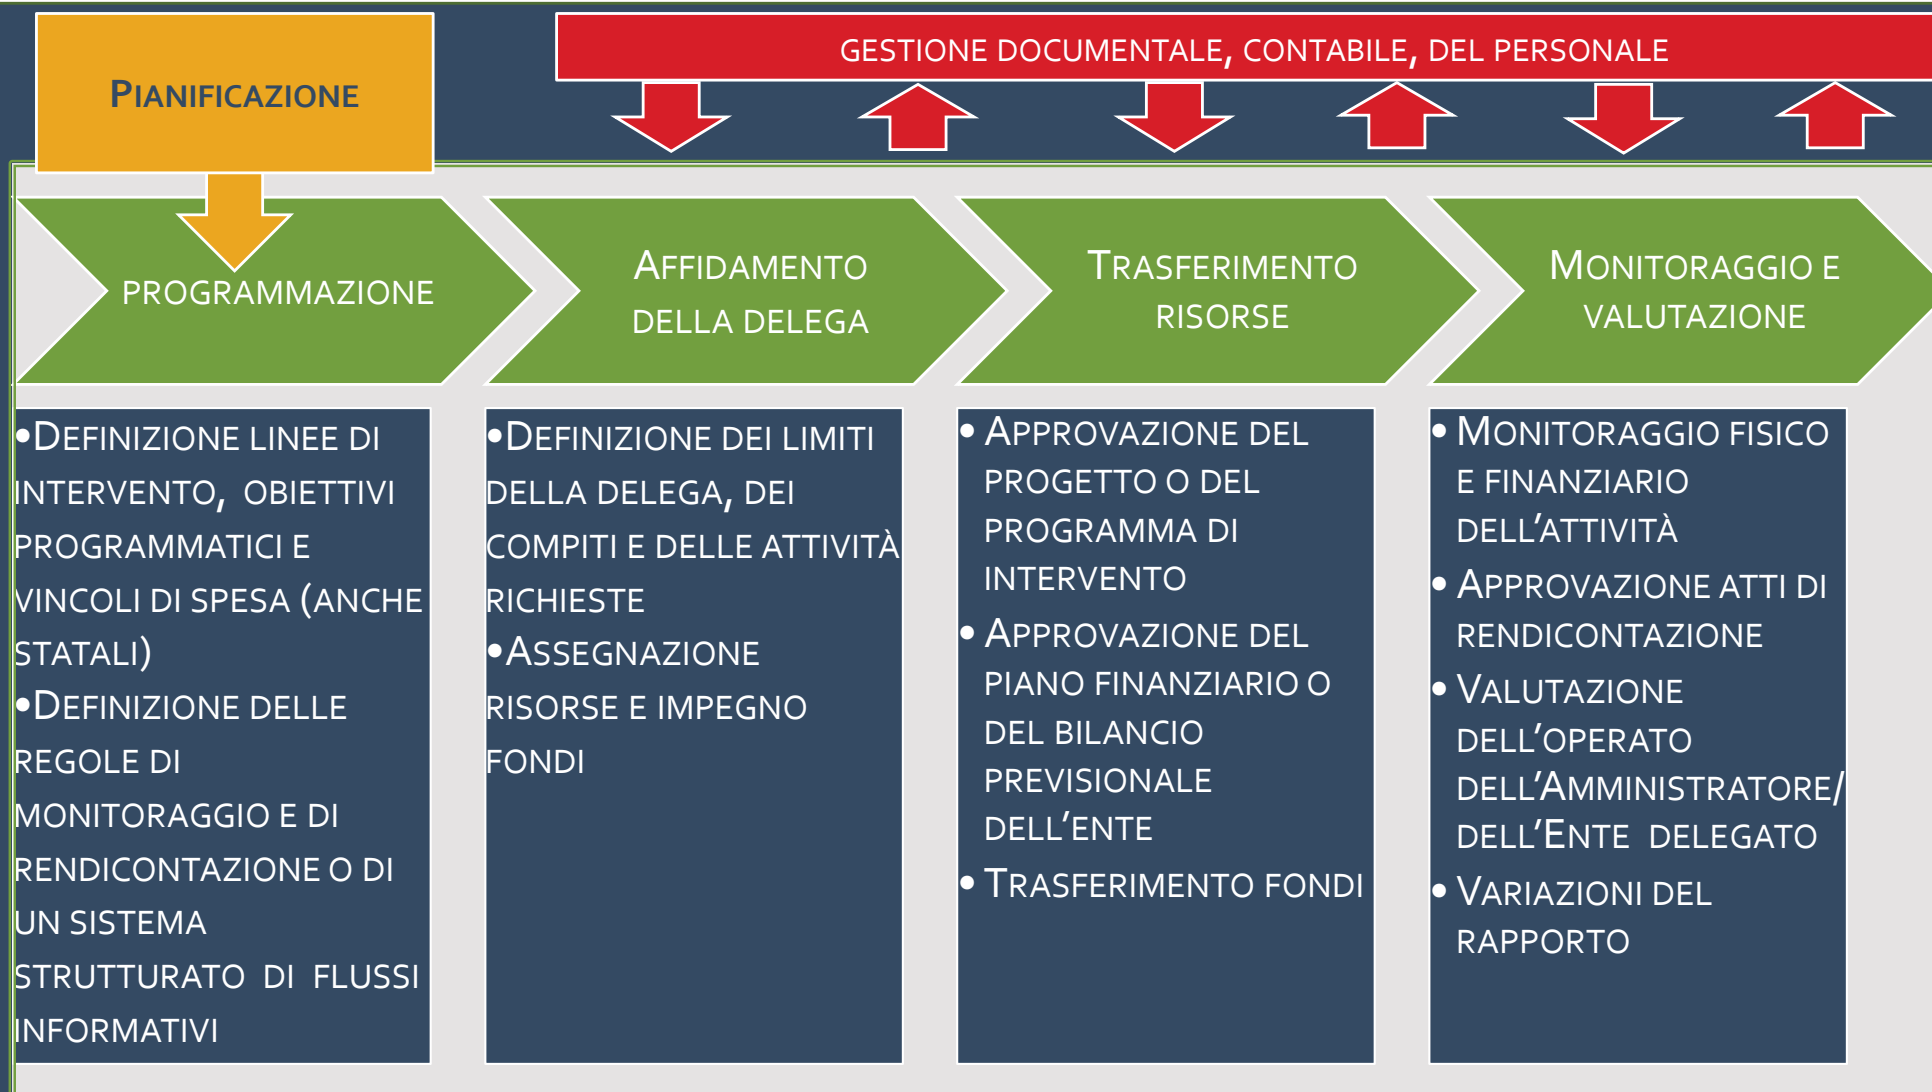 Pianificazione
gestione documentale, contabile, del personale
programmazione
Affidamento
della delega
Trasferimento
risorse
Monitoraggio e
valutazione
•Definizione linee di
intervento, obiettivi
programmatici e
vincoli di spesa (anche
statali)
•Definizione delle
regole di
monitoraggio e di
rendicontazione o di
un sistema
strutturato di flussi
informativi
•Definizione dei limiti
della delega, dei
compiti e delle attività
richieste
•Assegnazione
risorse e impegno
fondi
• Approvazione del
progetto o del
programma di
intervento
• Approvazione del
piano finanziario o
del bilancio
previsionale
dell'ente
• Trasferimento fondi
• Monitoraggio fisico
e finanziario
dell'attività
• Approvazione atti di
rendicontazione
• Valutazione
dell'operato
dell'Amministratore/
dell'Ente delegato
• Variazioni del
rapporto